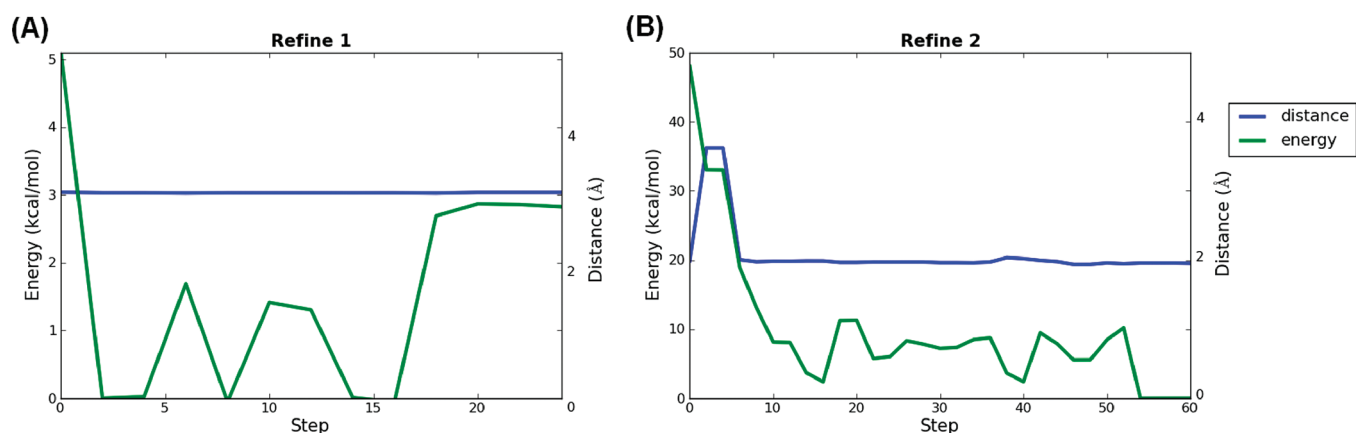 (A)
Refine 1
Energy (kcal/mol)
5
4
3
2
1
0
0
5
10
15
20
Step
4
2
0
Distance (Å)
(B)
Refine 2
Energy (kcal/mol)
50
40
30
20
10
0
0
10
20
30
40
50
60
Step
4
2
0
Distance (Å)
distance
energy